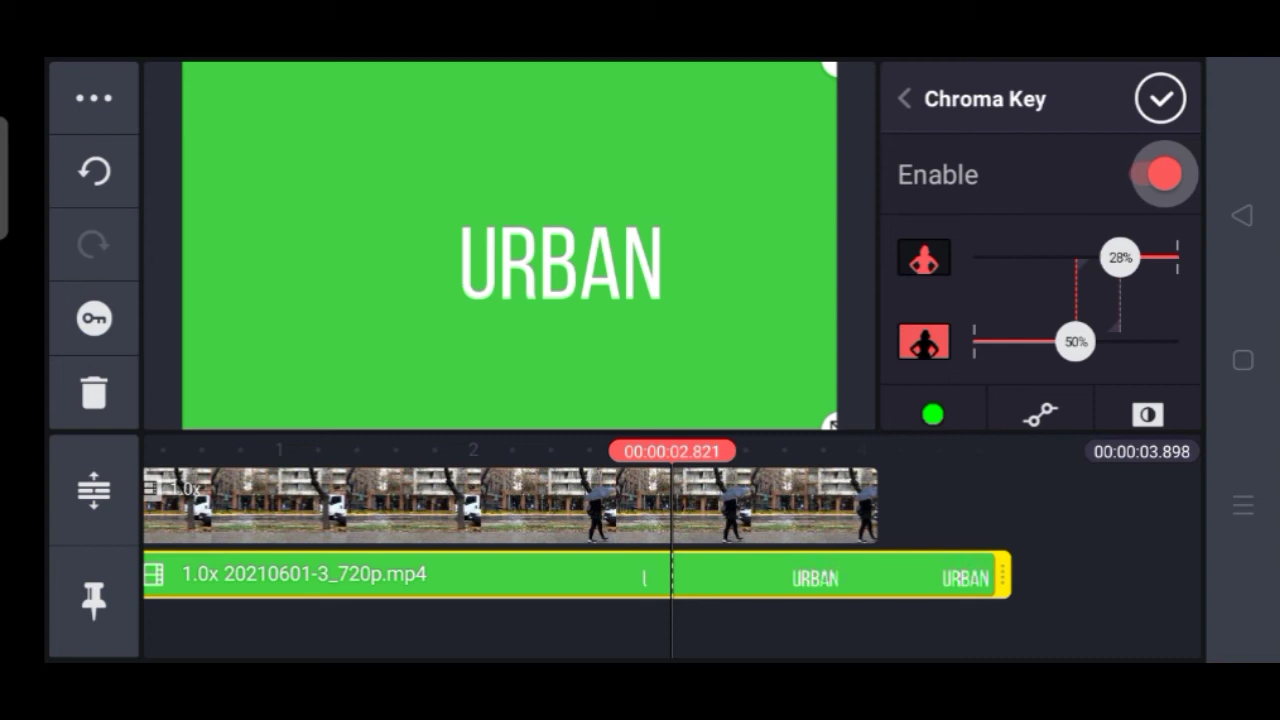 Chroma Key
Enable
URBAN
28%
50%
1
2
00:00:02.821
00:00:03.898
1.0x
1.0x 20210601-3_720p.mp4
URBAN
URBAN